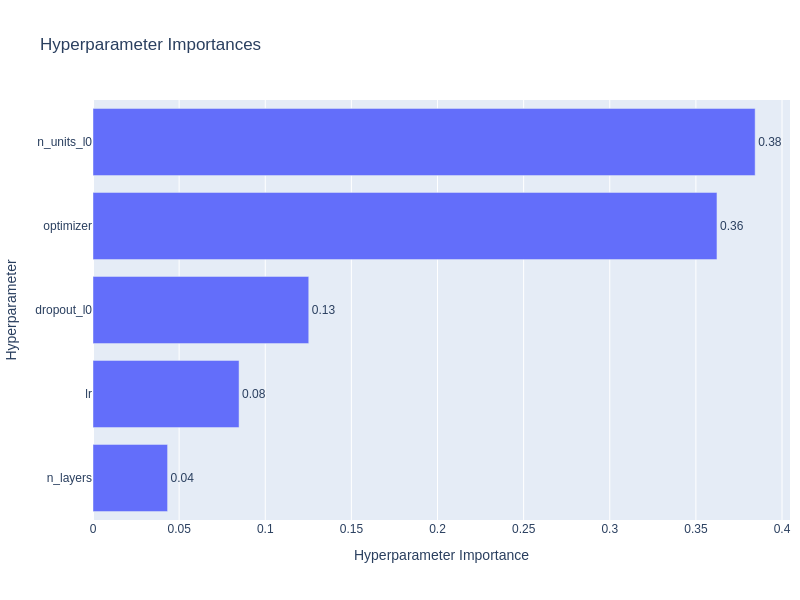 Hyperparameter Importances
n_units_l0
0.38
optimizer
0.36
dropout_l0
0.13
lr
0.08
n_layers
0.04
0 0.05 0.1 0.15 0.2 0.25 0.3 0.35 0.4
Hyperparameter Importance
Hyperparameter